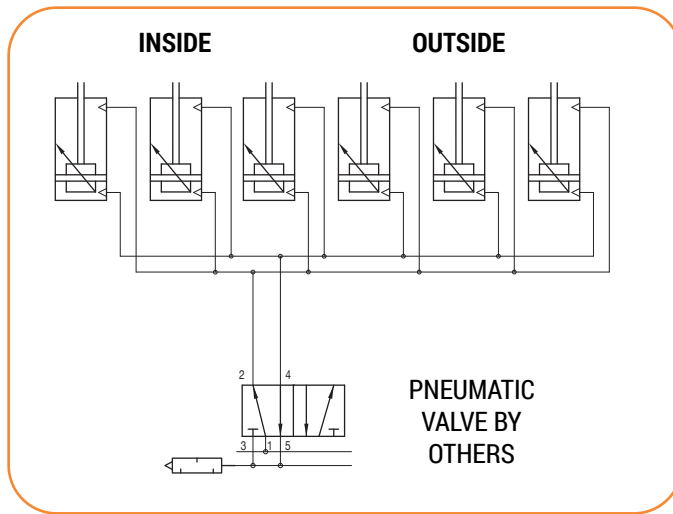 INSIDE OUTSIDE
2 4
3 1 5
PNEUMATIC
VALVE BY
OTHERS